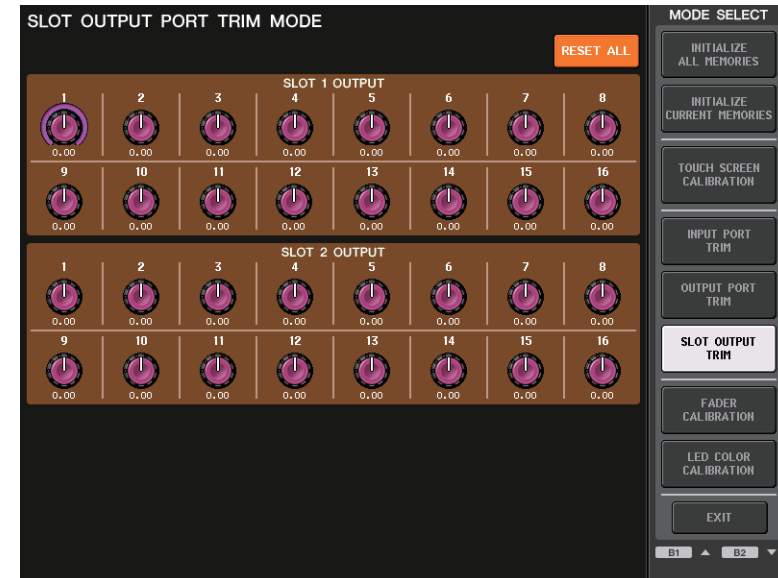 SLOT OUTPUT PORT TRIM MODE
RESET ALL
SLOT 1 OUTPUT
1 2 3 4 5 6 7 8
0.00 0.00 0.00 0.00 0.00 0.00 0.00 0.00
9 10 11 12 13 14 15 16
0.00 0.00 0.00 0.00 0.00 0.00 0.00 0.00
SLOT 2 OUTPUT
1 2 3 4 5 6 7 8
0.00 0.00 0.00 0.00 0.00 0.00 0.00 0.00
9 10 11 12 13 14 15 16
0.00 0.00 0.00 0.00 0.00 0.00 0.00 0.00
MODE SELECT
INITIALIZE
ALL MEMORIES
INITIALIZE
CURRENT MEMORIES
TOUCH SCREEN
CALIBRATION
INPUT PORT
TRIM
OUTPUT PORT
TRIM
SLOT OUTPUT
TRIM
FADER
CALIBRATION
LED COLOR
CALIBRATION
EXIT
B1 ▲ B2 ▼